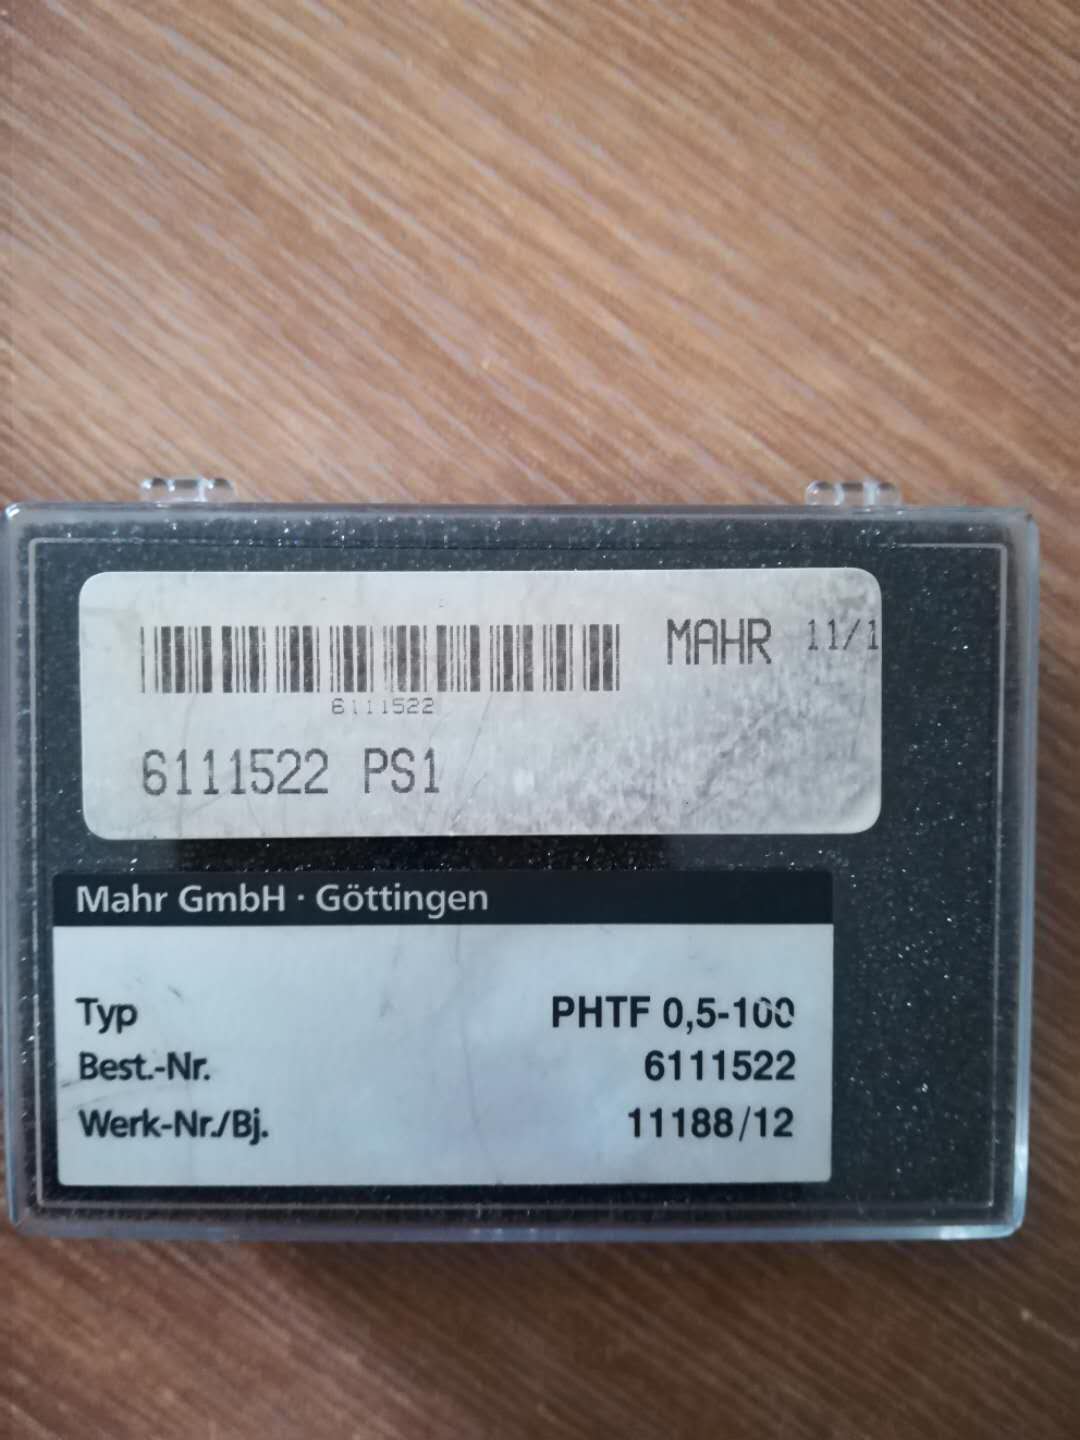 MAHR 11/1
6111522
6111522 PS1
Mahr GmbH · Göttingen
Typ PHTF 0,5-100
Best.-Nr. 6111522
Werk-Nr./Bj. 11188/12